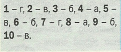 1 – г, 2 – в, 3 – б, 4 – а, 5 –
в, 6 – б, 7 – г, 8 – а, 9 – б,
10 – в.